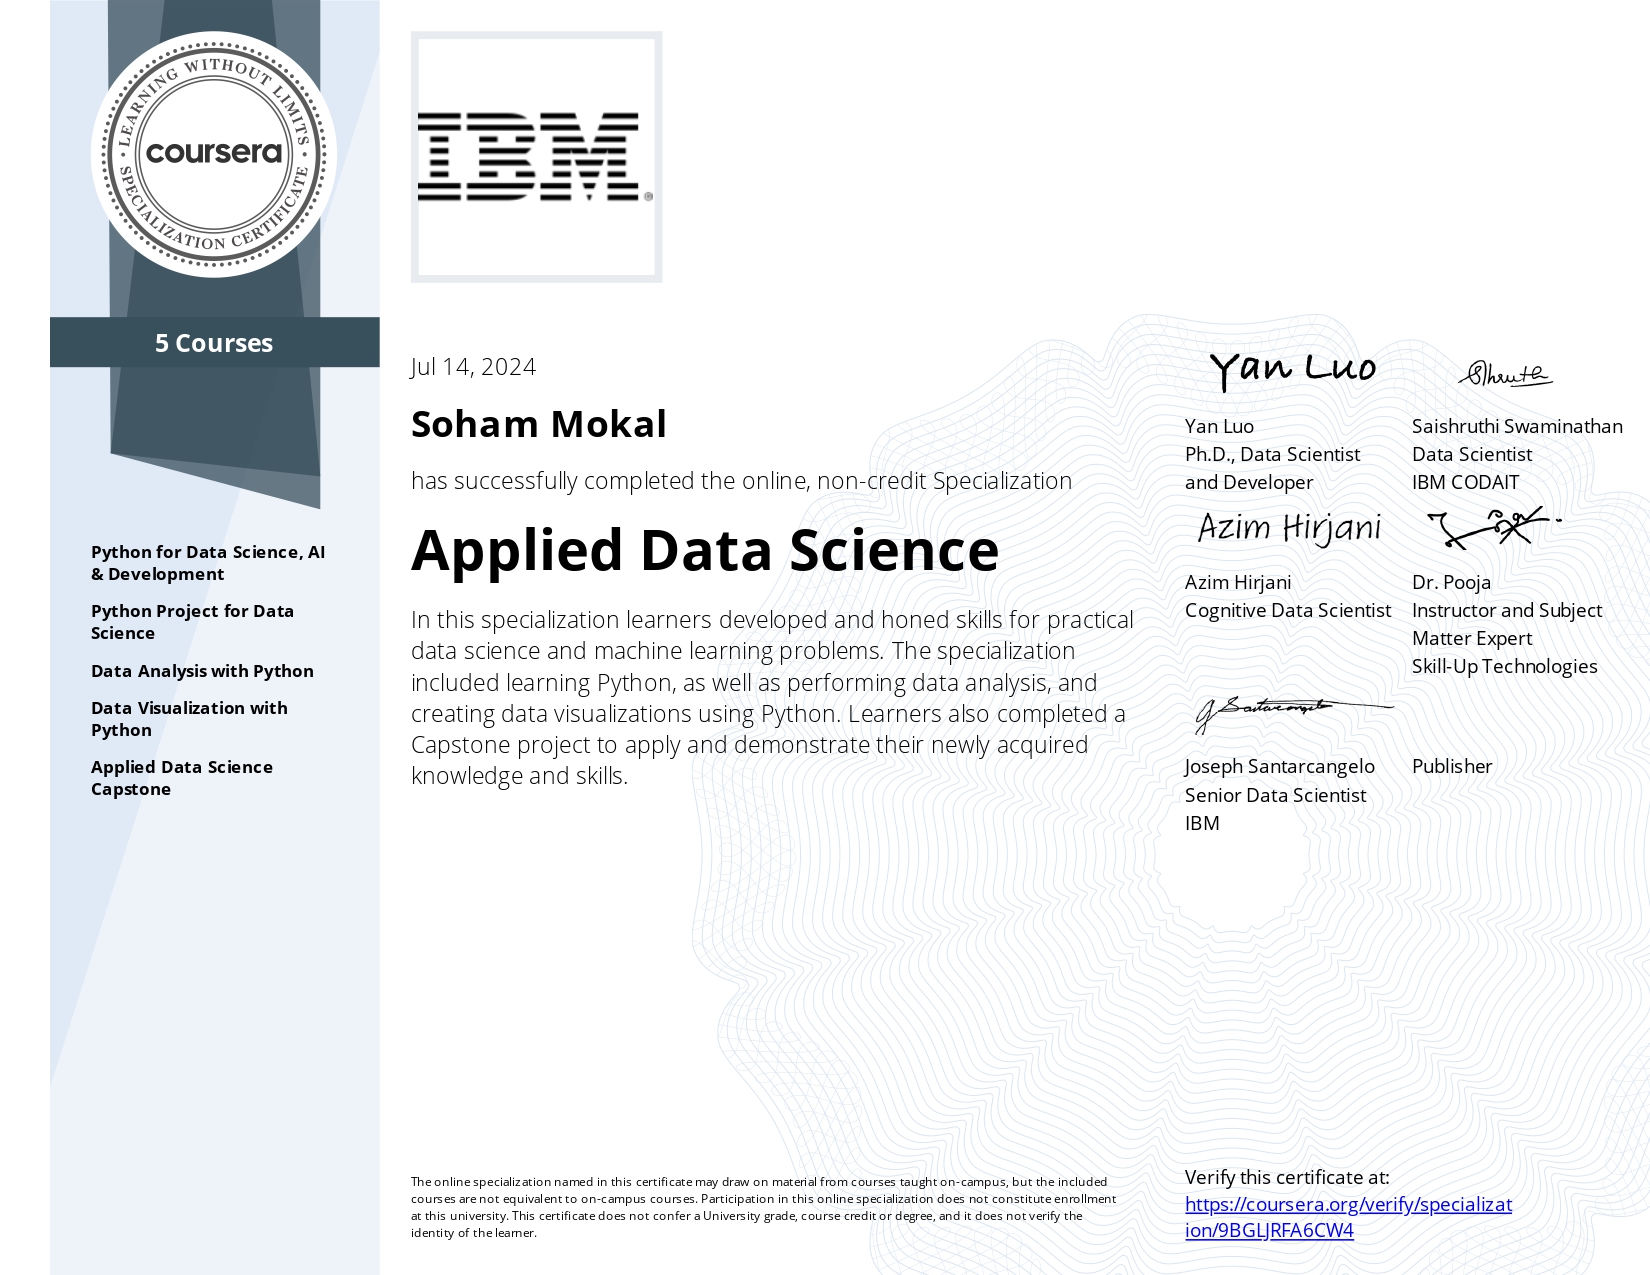 LEARNING WITHOUT LIMITS
coursera
SPECIALIZATION CERTIFICATE
5 Courses
Python for Data Science, AI
& Development
Python Project for Data
Science
Data Analysis with Python
Data Visualization with
Python
Applied Data Science
Capstone
IBM®
Jul 14, 2024
Soham Mokal
has successfully completed the online, non-credit Specialization
Applied Data Science
In this specialization learners developed and honed skills for practical
data science and machine learning problems. The specialization
included learning Python, as well as performing data analysis, and
creating data visualizations using Python. Learners also completed a
Capstone project to apply and demonstrate their newly acquired
knowledge and skills.
Yan Luo
Yan Luo
Ph.D., Data Scientist
and Developer
Shruthi
Saishruthi Swaminathan
Data Scientist
IBM CODAIT
Azim Hirjani
Azim Hirjani
Cognitive Data Scientist
Dr. Pooja
Instructor and Subject
Matter Expert
Skill-Up Technologies
Joseph Santarcangelo
Senior Data Scientist
IBM
Publisher
The online specialization named in this certificate may draw on material from courses taught on-campus, but the included
courses are not equivalent to on-campus courses. Participation in this online specialization does not constitute enrollment
at this university. This certificate does not confer a University grade, course credit or degree, and it does not verify the
identity of the learner.
Verify this certificate at:
https://coursera.org/verify/specializat
ion/9BGLJRFA6CW4